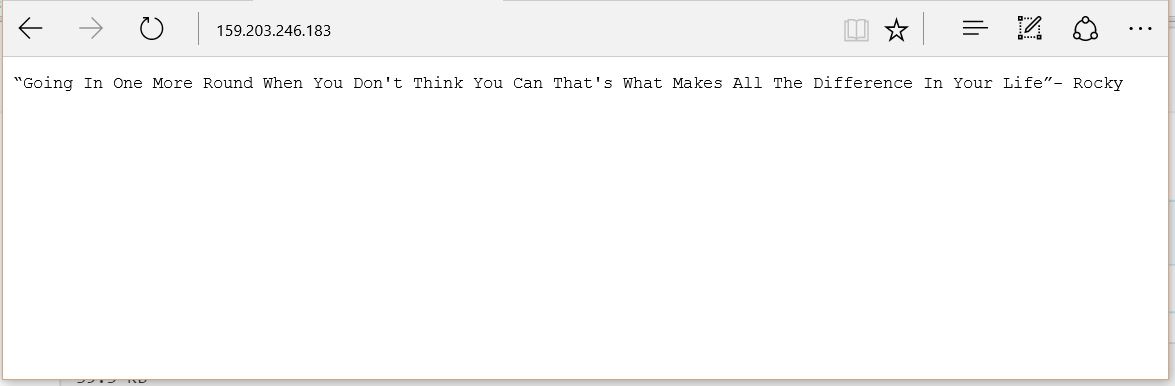 159.203.246.183
“Going In One More Round When You Don't Think You Can That's What Makes All The Difference In Your Life”- Rocky